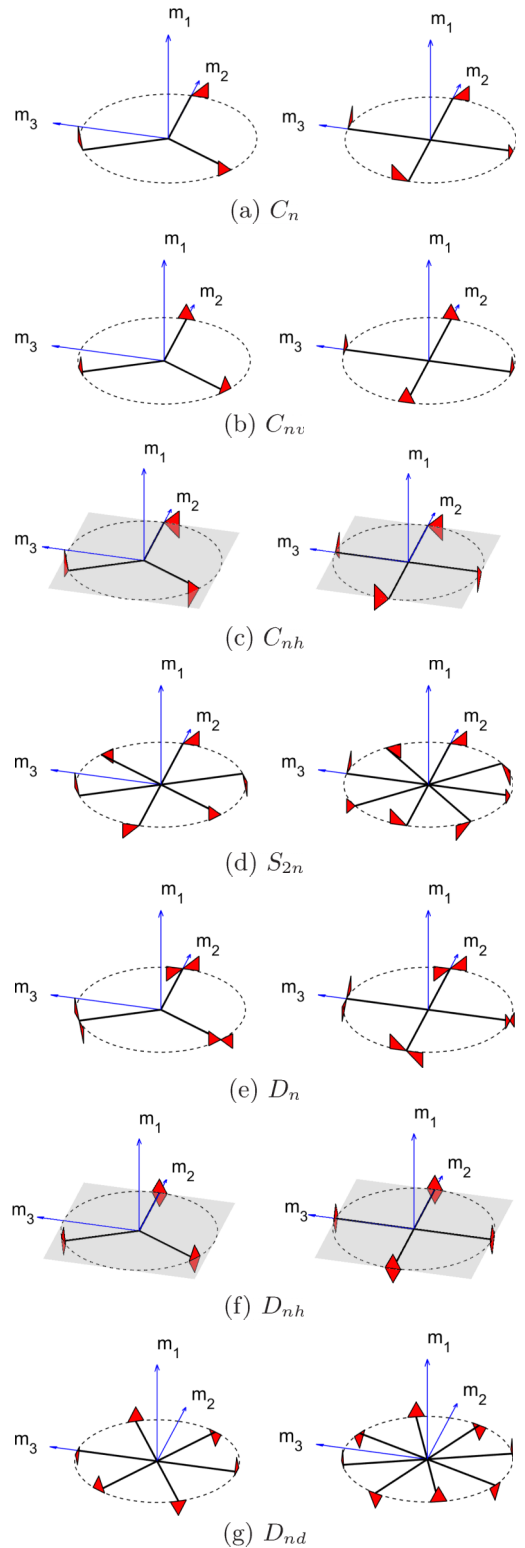 m₁ m₁
m₂ m₂
m₃ m₃
(a) Cₙ
m₁ m₁
m₂ m₂
m₃ m₃
(b) Cₙᵥ
m₁ m₁
m₂ m₂
m₃ m₃
(c) Cₙₕ
m₁ m₁
m₂ m₂
m₃ m₃
(d) S₂ₙ
m₁ m₁
m₂ m₂
m₃ m₃
(e) Dₙ
m₁ m₁
m₂ m₂
m₃ m₃
(f) Dₙₕ
m₁ m₁
m₂ m₂
m₃ m₃
(g) D_{nd}